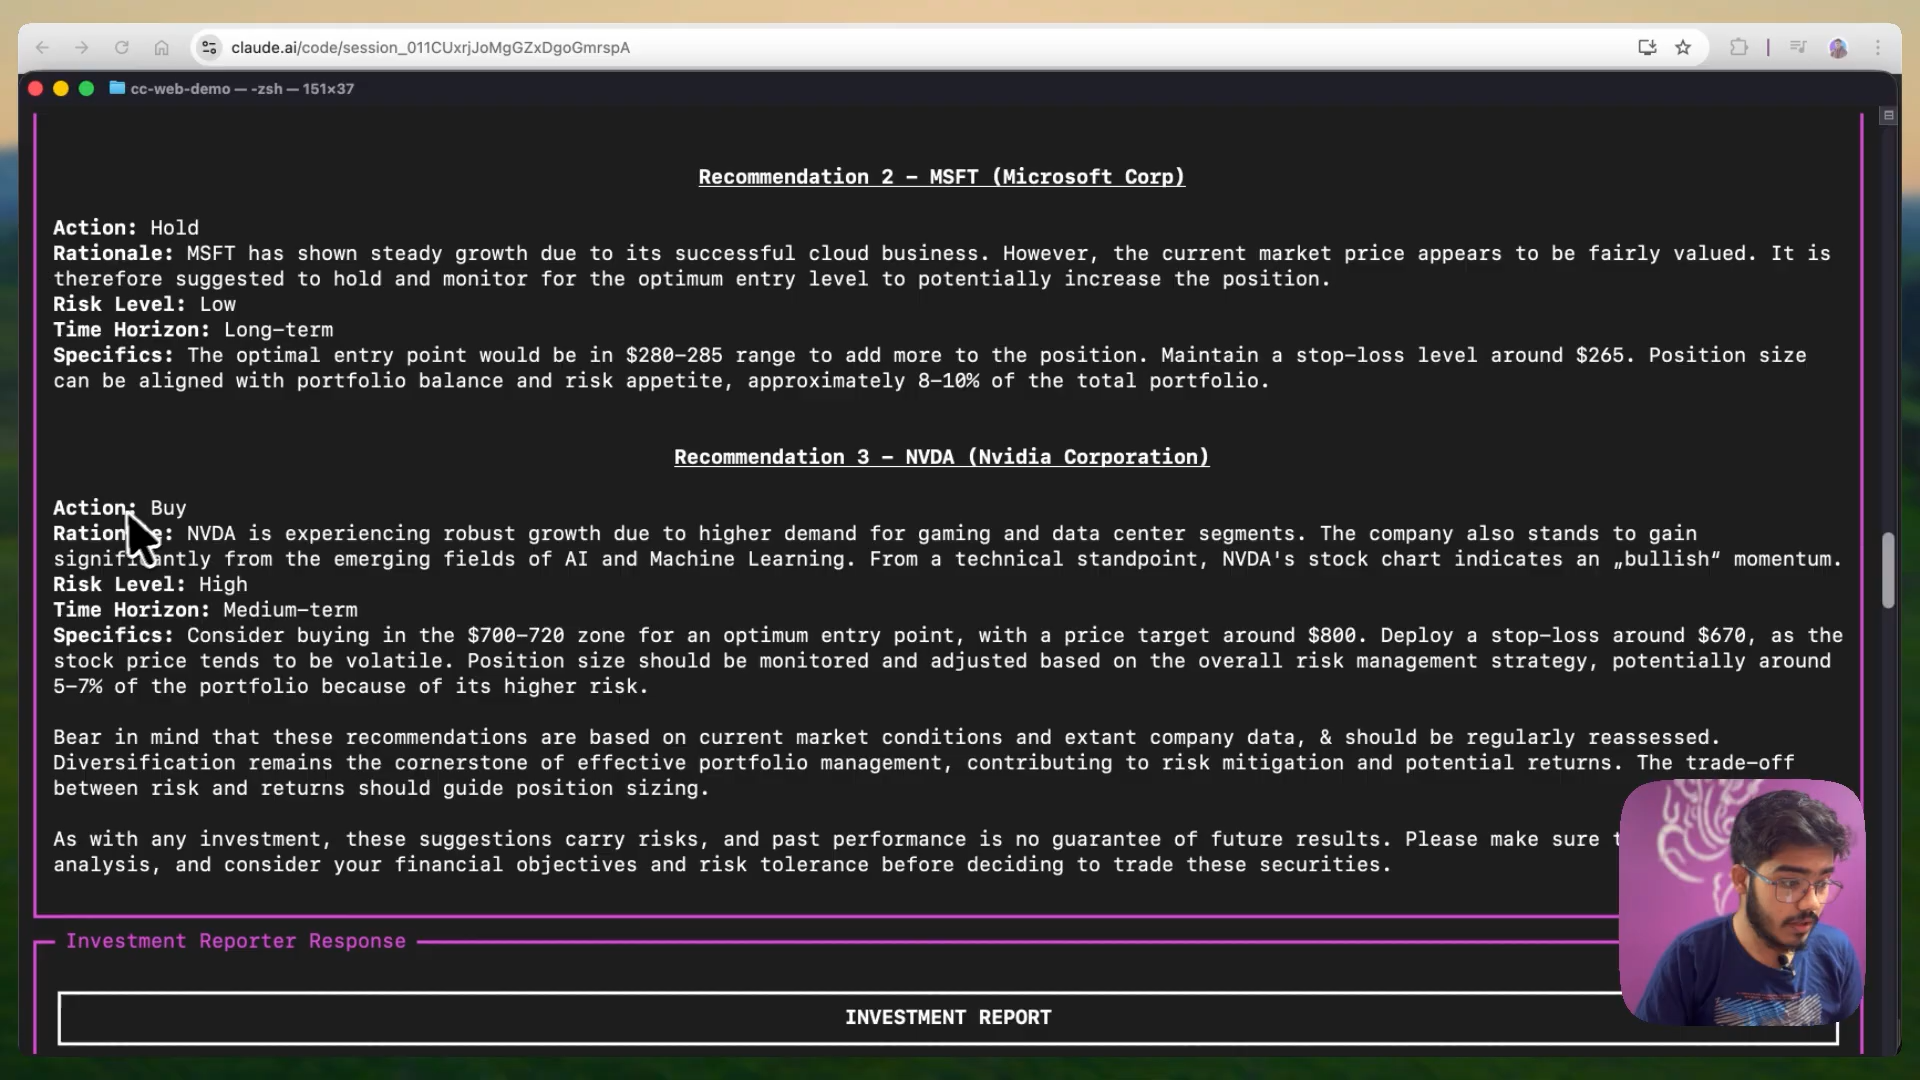 claude.ai/code/session_011CUxrjJoMgGZxDgoGmrspA
cc-web-demo — -zsh — 151×37
Recommendation 2 – MSFT (Microsoft Corp)
Action: Hold
Rationale: MSFT has shown steady growth due to its successful cloud business. However, the current market price appears to be fairly valued. It is
therefore suggested to hold and monitor for the optimum entry level to potentially increase the position.
Risk Level: Low
Time Horizon: Long-term
Specifics: The optimal entry point would be in $280-285 range to add more to the position. Maintain a stop-loss level around $265. Position size
can be aligned with portfolio balance and risk appetite, approximately 8-10% of the total portfolio.
Recommendation 3 – NVDA (Nvidia Corporation)
Action: Buy
Rationale: NVDA is experiencing robust growth due to higher demand for gaming and data center segments. The company also stands to gain
significantly from the emerging fields of AI and Machine Learning. From a technical standpoint, NVDA's stock chart indicates an „bullish“ momentum.
Risk Level: High
Time Horizon: Medium-term
Specifics: Consider buying in the $700-720 zone for an optimum entry point, with a price target around $800. Deploy a stop-loss around $670, as the
stock price tends to be volatile. Position size should be monitored and adjusted based on the overall risk management strategy, potentially around
5-7% of the portfolio because of its higher risk.
Bear in mind that these recommendations are based on current market conditions and extant company data, & should be regularly reassessed.
Diversification remains the cornerstone of effective portfolio management, contributing to risk mitigation and potential returns. The trade-off
between risk and returns should guide position sizing.
As with any investment, these suggestions carry risks, and past performance is no guarantee of future results. Please make sure
analysis, and consider your financial objectives and risk tolerance before deciding to trade these securities.
Investment Reporter Response
INVESTMENT REPORT